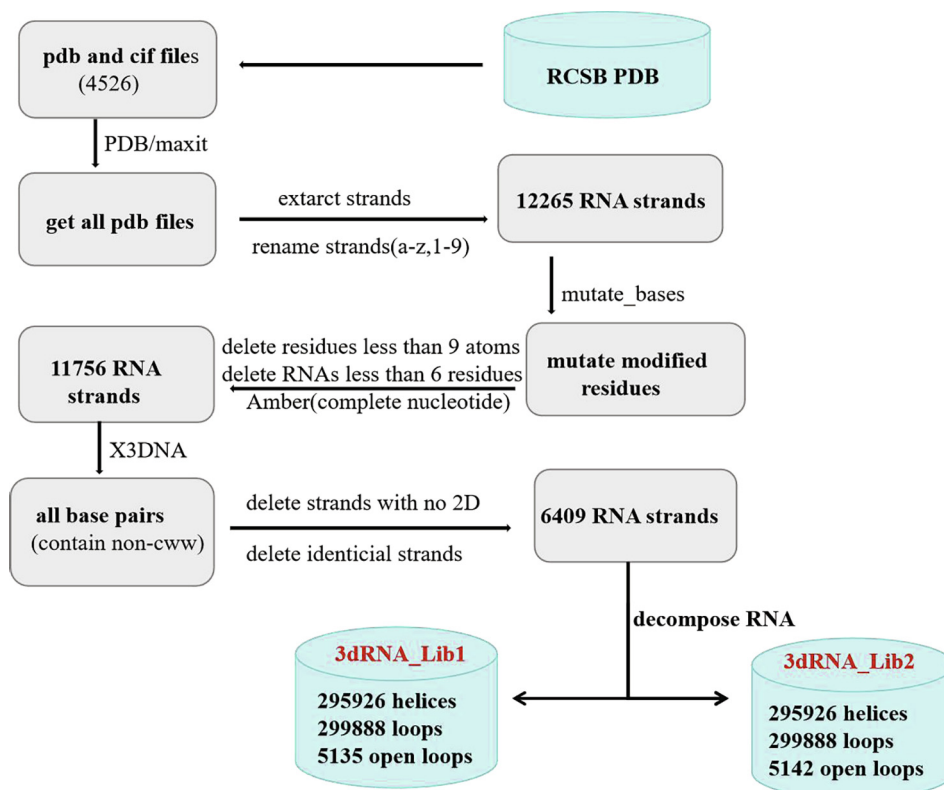 pdb and cif files
(4526)
RCSB PDB
PDB/maxit
get all pdb files
extarct strands
rename strands(a-z,1-9)
12265 RNA strands
mutate_bases
mutate modified
residues
delete residues less than 9 atoms
delete RNAs less than 6 residues
Amber(complete nucleotide)
11756 RNA
strands
X3DNA
all base pairs
(contain non-cww)
delete strands with no 2D
delete identicial strands
6409 RNA strands
decompose RNA
3dRNA_Lib1
295926 helices
299888 loops
5135 open loops
3dRNA_Lib2
295926 helices
299888 loops
5142 open loops